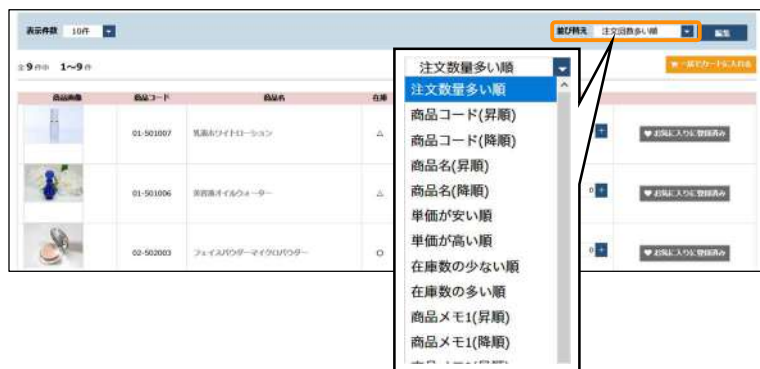 表示件数 10件
並び替え 注文回数多い順
編集
全9件中 1～9件
一括でカートに入れる
商品画像 商品コード 商品名 在庫
01-501007 乳液ホワイトローション △
+
♥ お気に入りに登録済み
01-501006 美容液オイルウォーター △
0 +
♥ お気に入りに登録済み
02-502003 フェイスパウダーマイクロパウダー ○
0 +
♥ お気に入りに登録済み
注文数量多い順
注文数量多い順
商品コード(昇順)
商品コード(降順)
商品名(昇順)
商品名(降順)
単価が安い順
単価が高い順
在庫数の少ない順
在庫数の多い順
商品メモ1(昇順)
商品メモ1(降順)